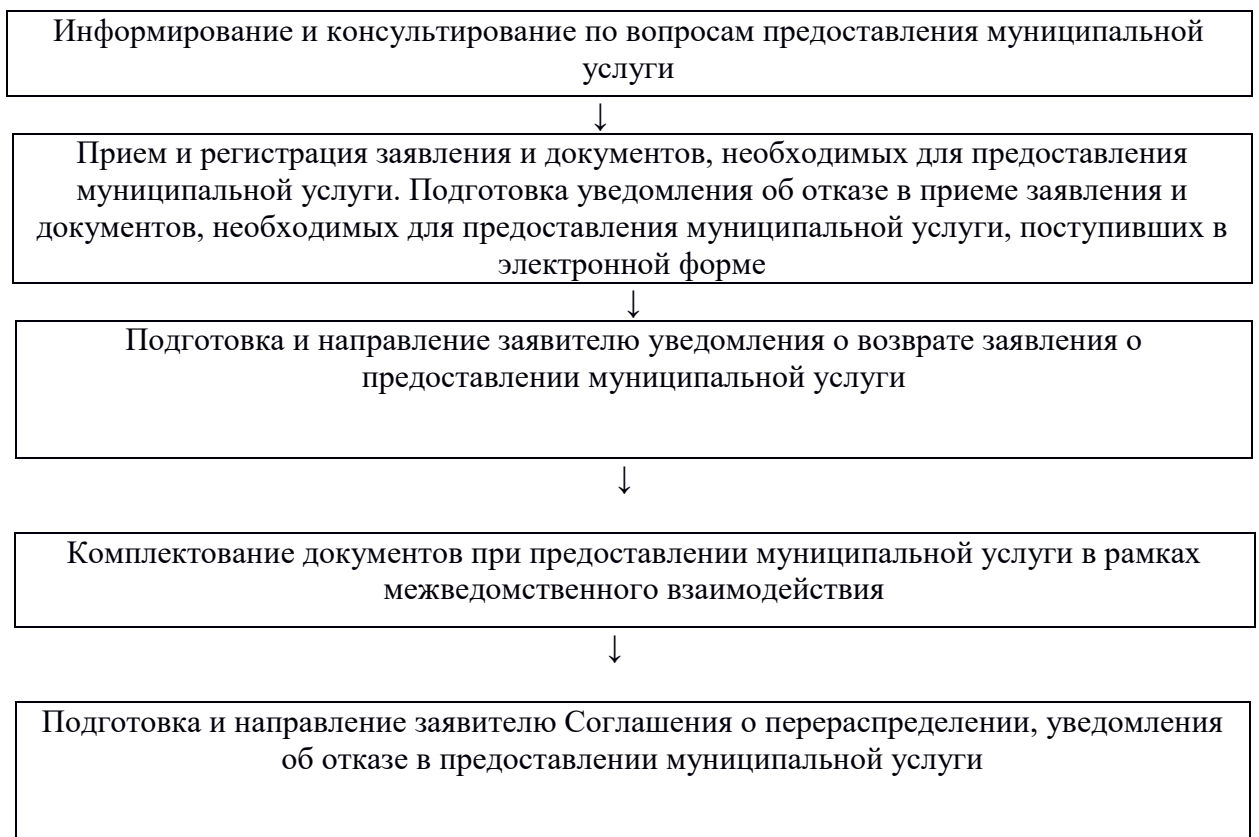 Информирование и консультирование по вопросам предоставления муниципальной
услуги
↓
Прием и регистрация заявления и документов, необходимых для предоставления
муниципальной услуги. Подготовка уведомления об отказе в приеме заявления и
документов, необходимых для предоставления муниципальной услуги, поступивших в
электронной форме
↓
Подготовка и направление заявителю уведомления о возврате заявления о
предоставлении муниципальной услуги
↓
Комплектование документов при предоставлении муниципальной услуги в рамках
межведомственного взаимодействия
↓
Подготовка и направление заявителю Соглашения о перераспределении, уведомления
об отказе в предоставлении муниципальной услуги